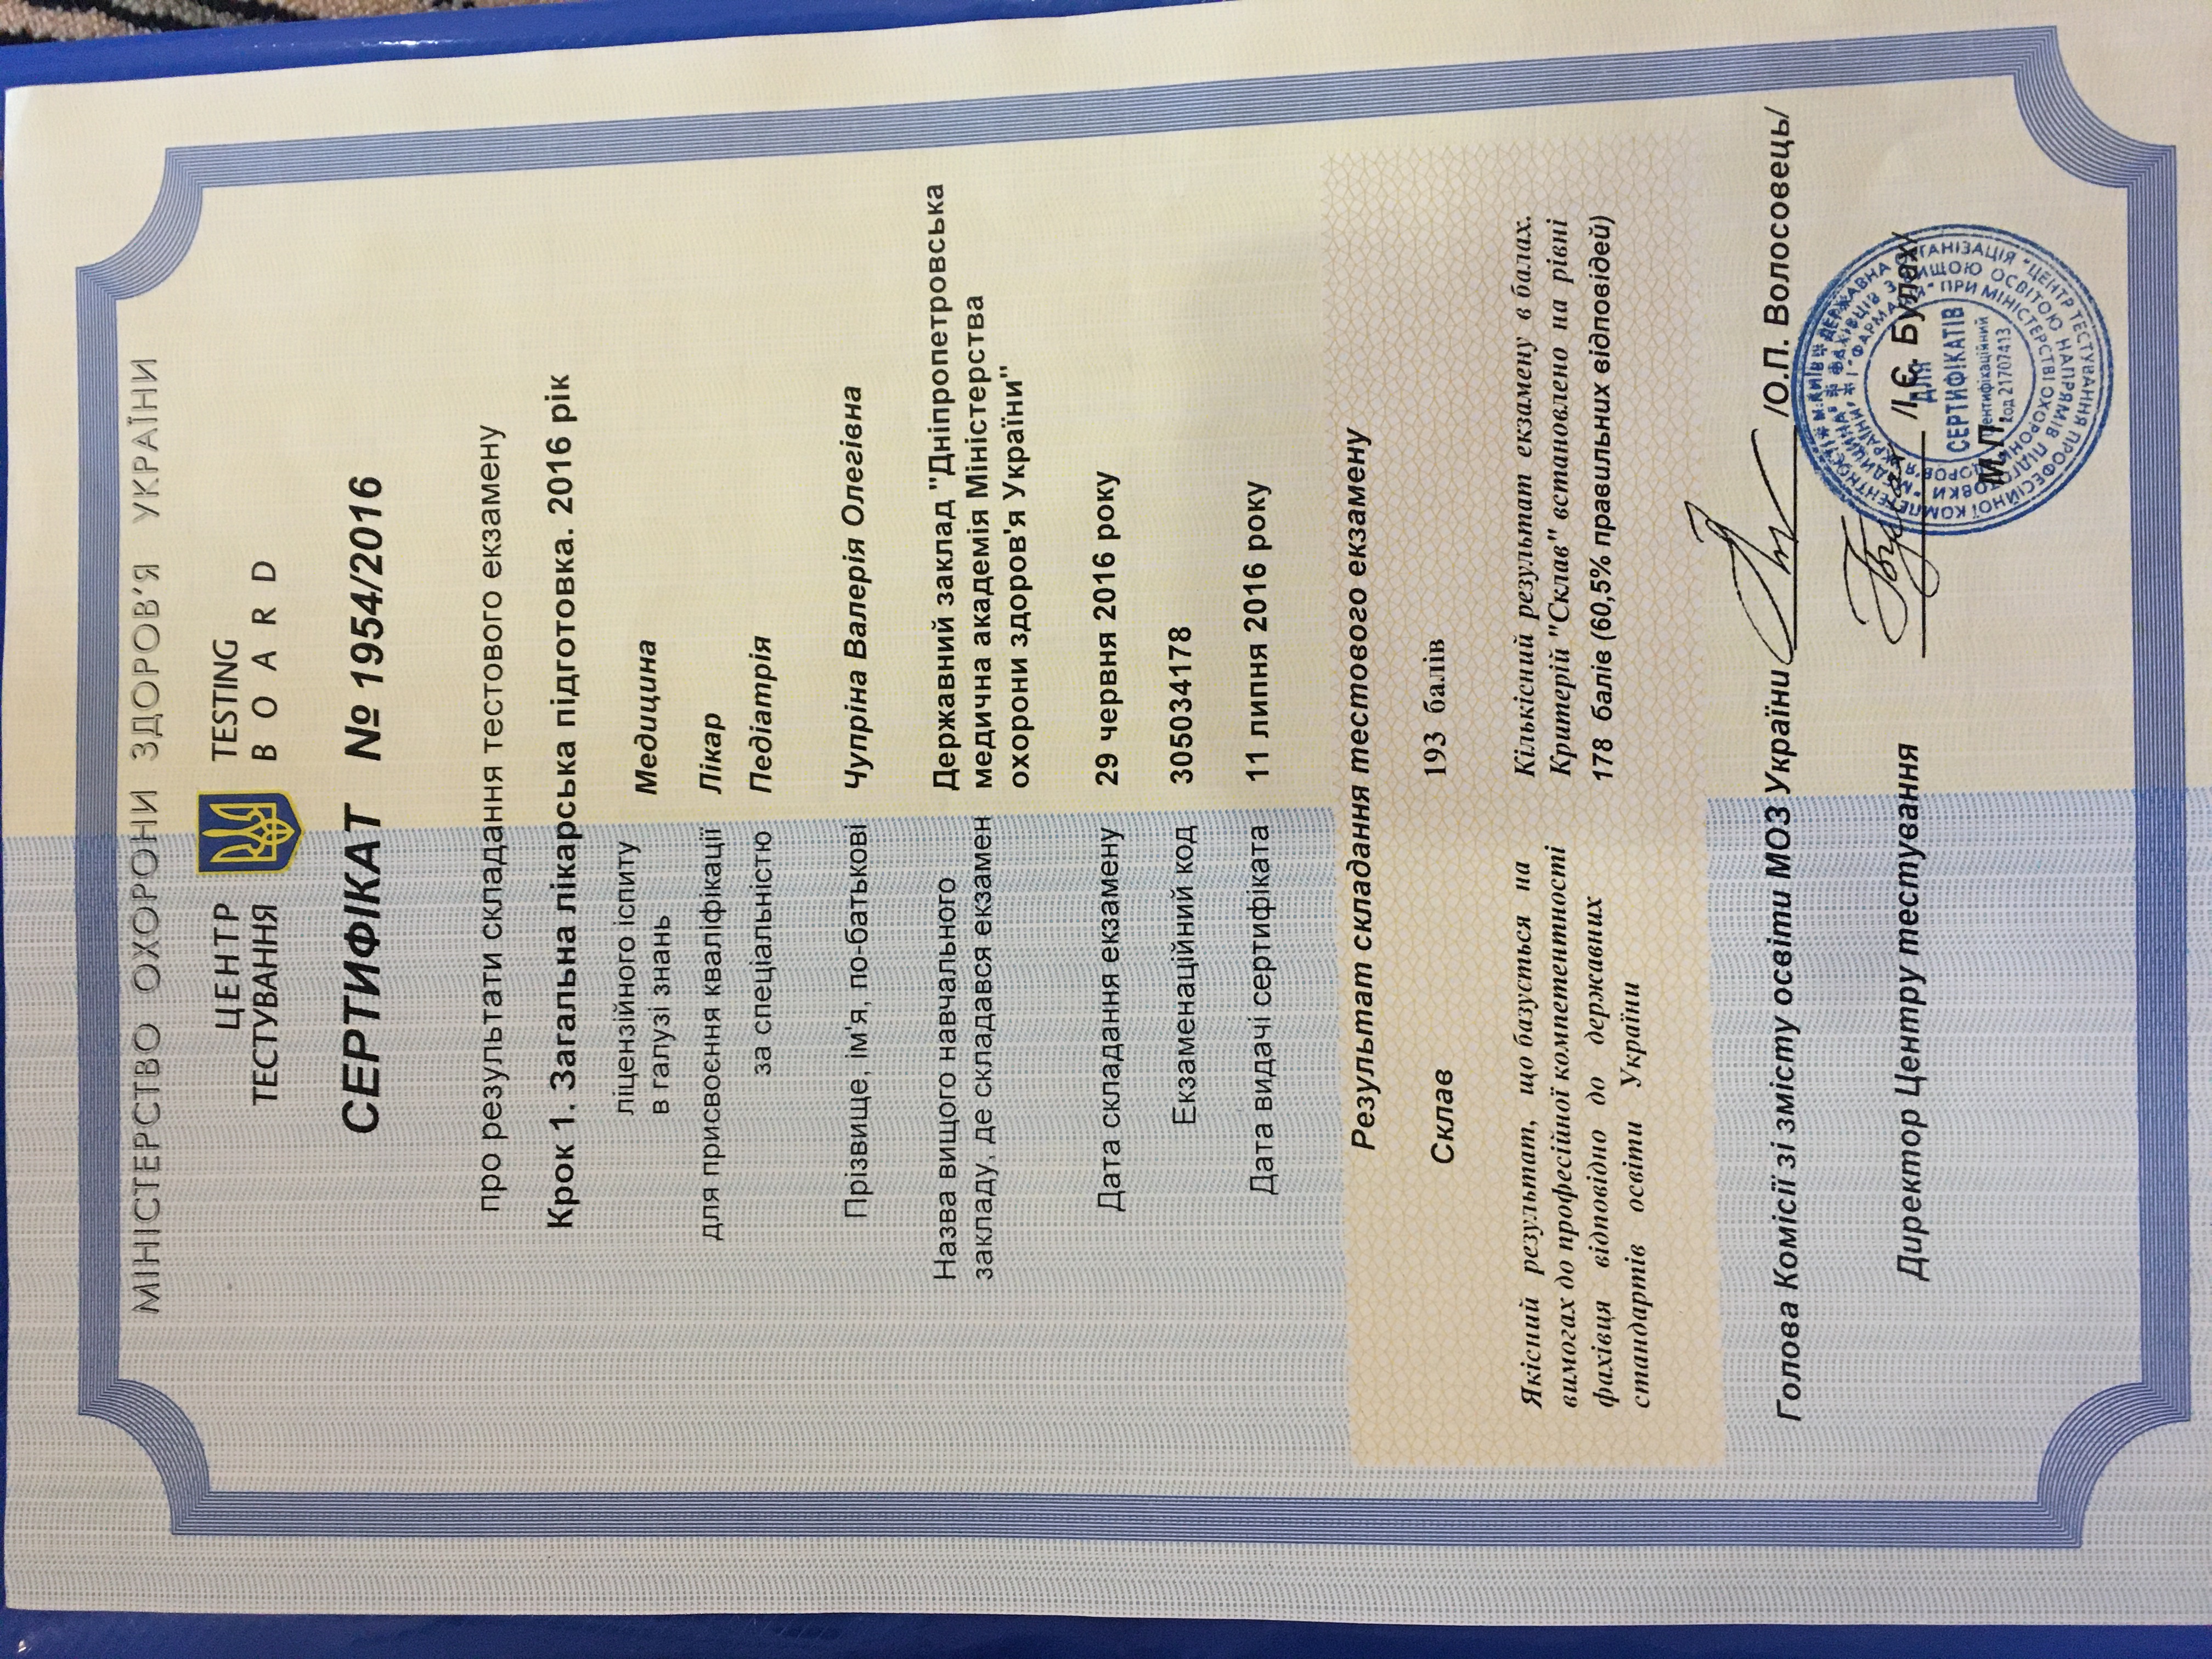 МІНІСТЕРСТВО ОХОРОНИ ЗДОРОВ'Я УКРАЇНИ
ЦЕНТР ТЕСТУВАННЯ
TESTING BOARD
СЕРТИФІКАТ № 1954/2016
про результати складання тестового екзамену
Крок 1. Загальна лікарська підготовка. 2016 рік
ліцензійного іспиту
в галузі знань Медицина
для присвоєння кваліфікації Лікар
за спеціальністю Педіатрія
Прізвище, ім'я, по-батькові Чупріна Валерія Олегівна
Назва вищого навчального
закладу, де складався екзамен
Державний заклад "Дніпропетровська
медична академія Міністерства
охорони здоров'я України"
Дата складання екзамену 29 червня 2016 року
Екзаменаційний код 305034178
Дата видачі сертифіката 11 липня 2016 року
Результат складання тестового екзамену
Склав 193 балів
Якісний результат, що базується на
вимогах до професійної компетентності
фахівця відповідно до державних
стандартів освіти України
Кількісний результат екзамену в балах.
Критерій "Склав" встановлено на рівні
178 балів (60,5% правильних відповідей)
Голова Комісії зі змісту освіти МОЗ України /О.П. Волосовець/
Директор Центру тестування /І.Є. Булах/
М.П.
ДЛЯ
СЕРТИФІКАТІВ
код 21707413